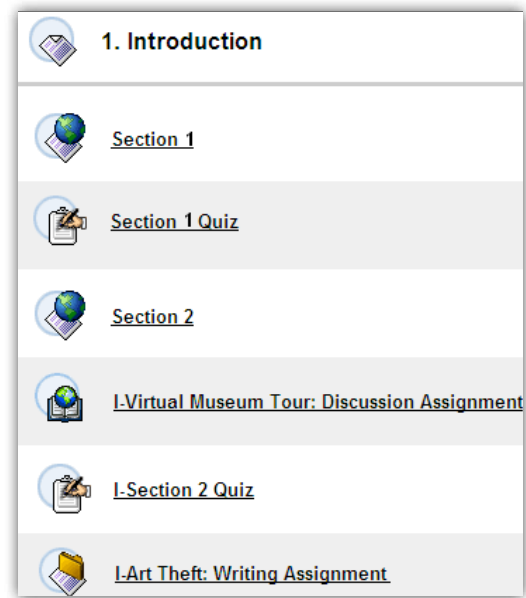 1. Introduction
Section 1
Section 1 Quiz
Section 2
I-Virtual Museum Tour: Discussion Assignment
I-Section 2 Quiz
I-Art Theft: Writing Assignment